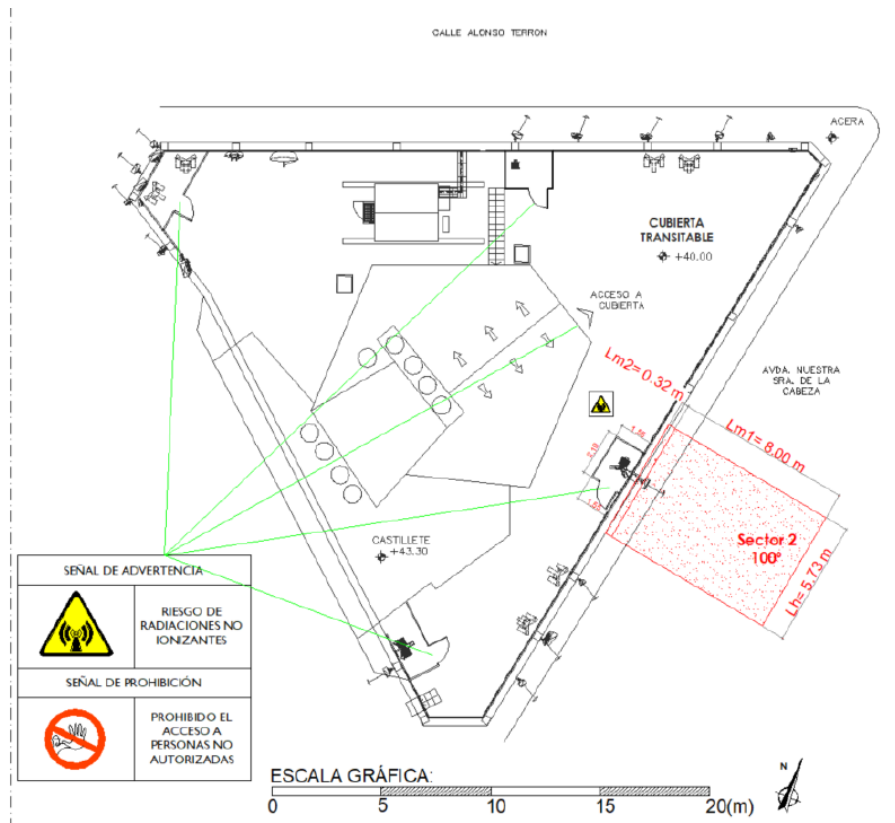 CALLE ALONSO TERRON
ACERA
CUBIERTA
TRANSITABLE
+40.00
ACCESO A
CUBIERTA
Lm2= 0.32 m
AVDA. NUESTRA
SRA. DE LA
CABEZA
Lm1= 8.00 m
Sector 2
100º
Lh= 5.73 m
CASTILLETE
+43.30
SEÑAL DE ADVERTENCIA
RIESGO DE
RADIACIONES NO
IONIZANTES
SEÑAL DE PROHIBICIÓN
PROHIBIDO EL
ACCESO A
PERSONAS NO
AUTORIZADAS
ESCALA GRÁFICA:
0 5 10 15 20(m)
N